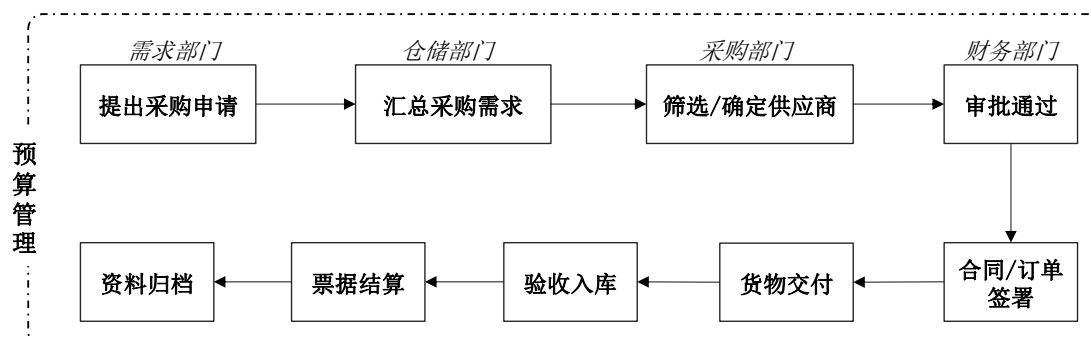 需求部门
仓储部门
采购部门
财务部门
提出采购申请
汇总采购需求
筛选/确定供应商
审批通过
预算管理
资料归档
票据结算
验收入库
货物交付
合同/订单
签署